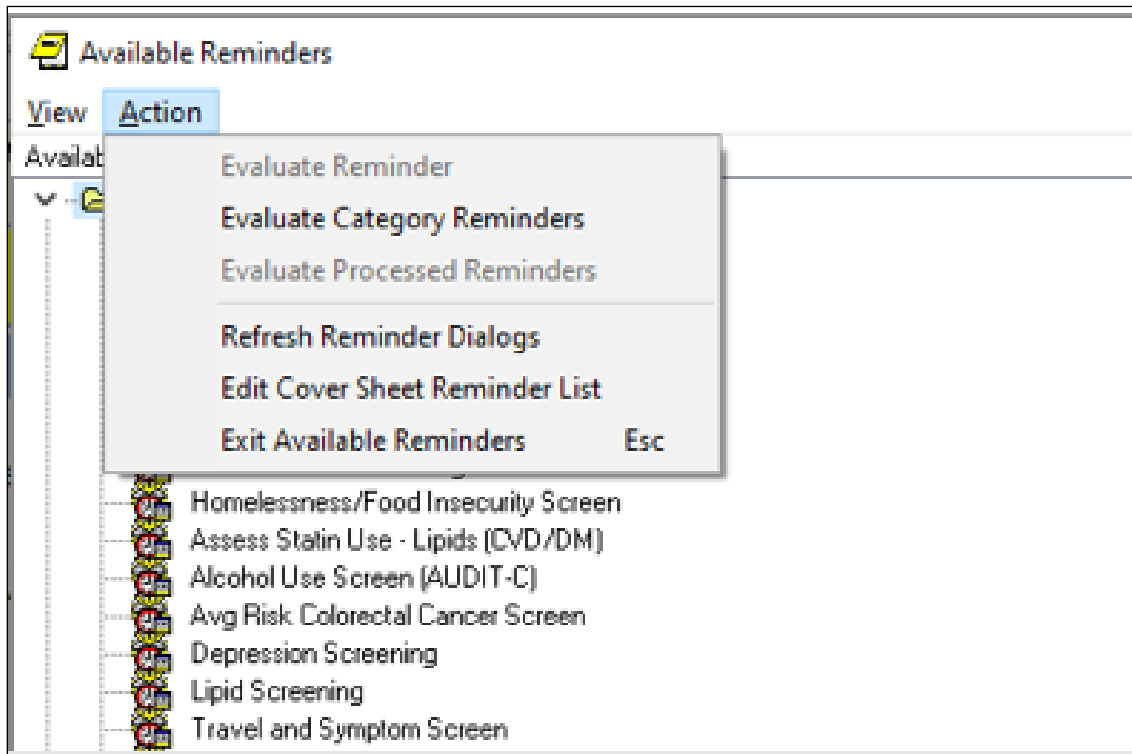 Available Reminders
View Action
Availab
Evaluate Reminder
Evaluate Category Reminders
Evaluate Processed Reminders
Refresh Reminder Dialogs
Edit Cover Sheet Reminder List
Exit Available Reminders Esc
Homelessness/Food Insecurity Screen
Assess Statin Use - Lipids (CVD/DM)
Alcohol Use Screen (AUDIT-C)
Avg Risk Colorectal Cancer Screen
Depression Screening
Lipid Screening
Travel and Symptom Screen